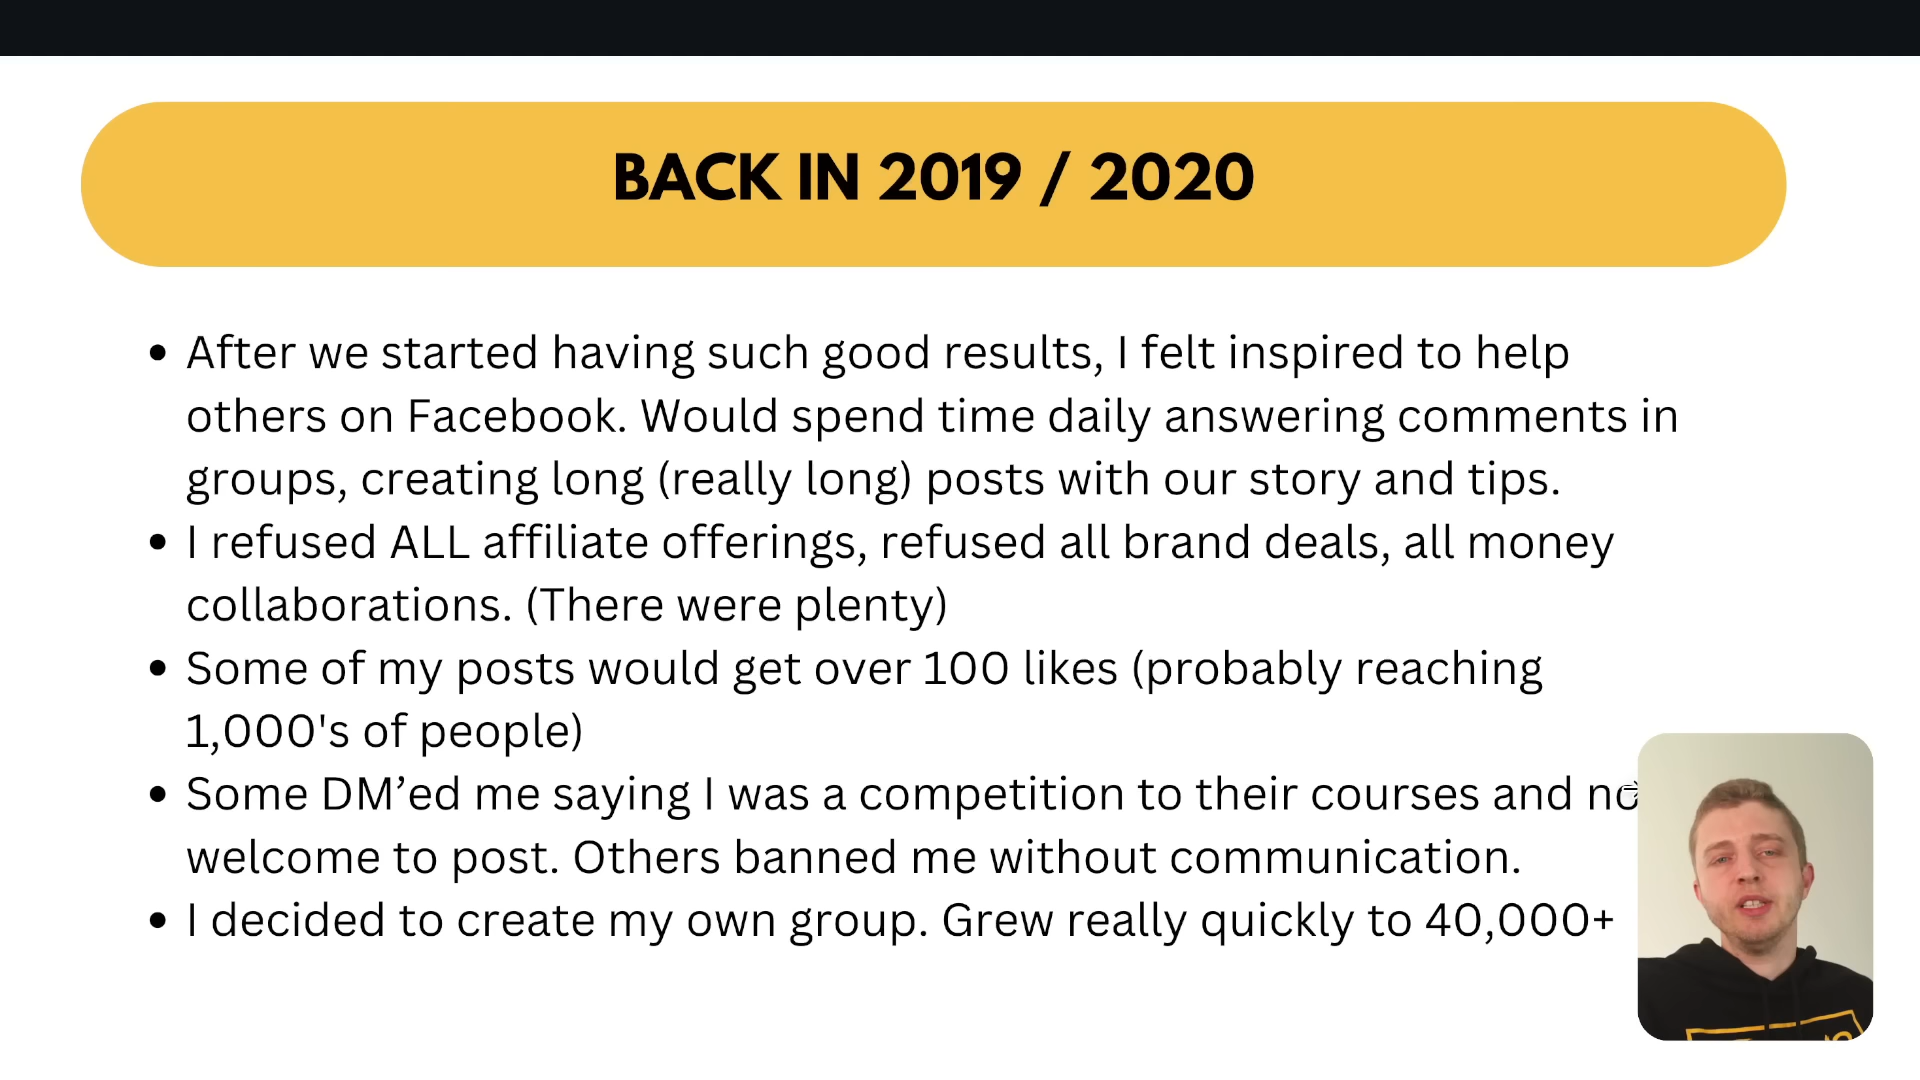 BACK IN 2019 / 2020
• After we started having such good results, I felt inspired to help
others on Facebook. Would spend time daily answering comments in
groups, creating long (really long) posts with our story and tips.
• I refused ALL affiliate offerings, refused all brand deals, all money
collaborations. (There were plenty)
• Some of my posts would get over 100 likes (probably reaching
1,000's of people)
• Some DM’ed me saying I was a competition to their courses and
welcome to post. Others banned me without communication.
• I decided to create my own group. Grew really quickly to 40,000+